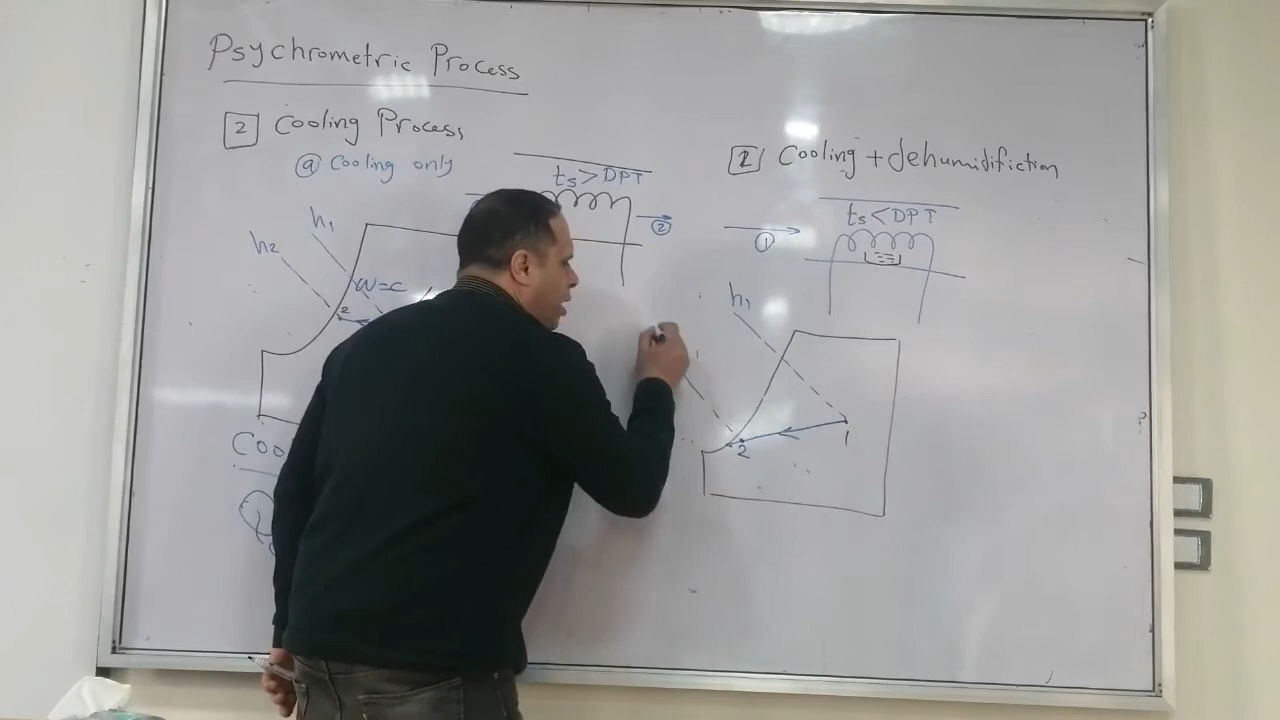 Psychrometric Process
2 Cooling Process
a Cooling only
ts > DPT
2
h1
h2
w=c
2
Coo
Q
2 Cooling + dehumidifiction
ts < DPT
1
h1
1
2